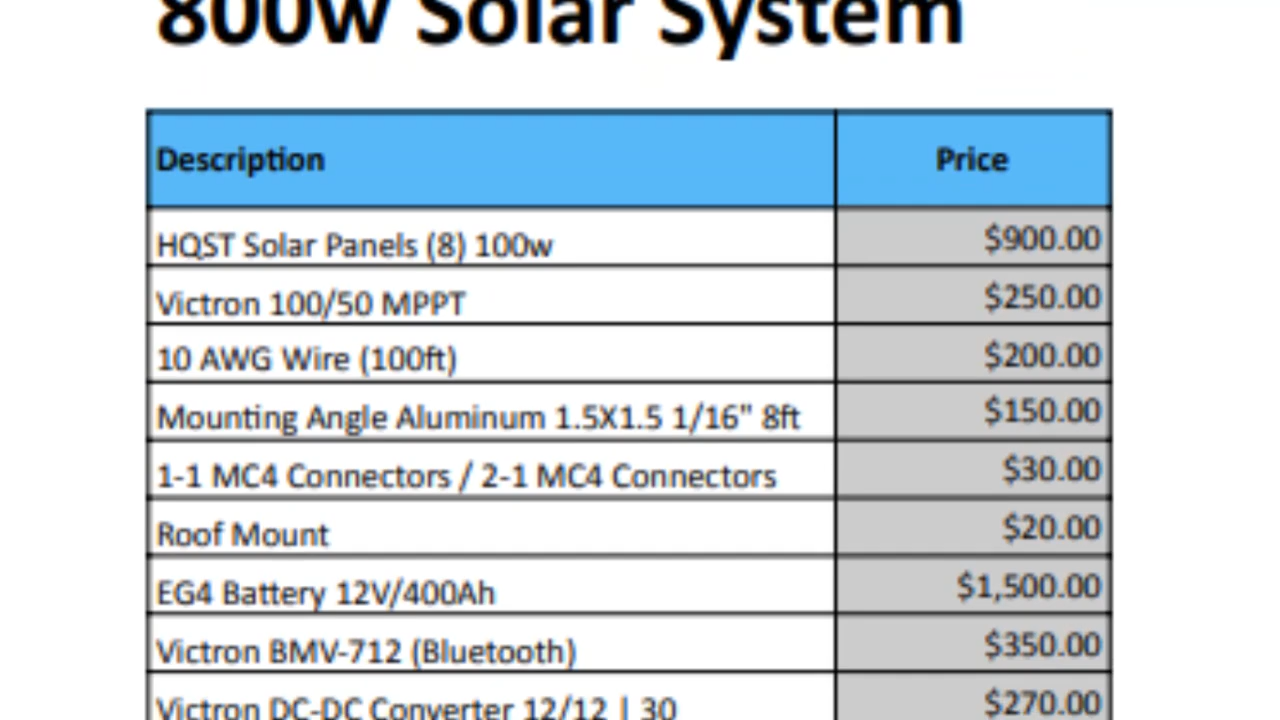 800w Solar System
Description Price
HQST Solar Panels (8) 100w $900.00
Victron 100/50 MPPT $250.00
10 AWG Wire (100ft) $200.00
Mounting Angle Aluminum 1.5X1.5 1/16" 8ft $150.00
1-1 MC4 Connectors / 2-1 MC4 Connectors $30.00
Roof Mount $20.00
EG4 Battery 12V/400Ah $1,500.00
Victron BMV-712 (Bluetooth) $350.00
Victron DC-DC Converter 12/12 | 30 $270.00